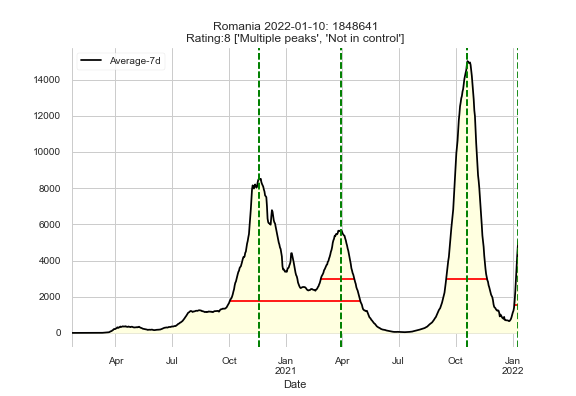 Romania 2022-01-10: 1848641
Rating:8 ['Multiple peaks', 'Not in control']
Average-7d
14000
12000
10000
8000
6000
4000
2000
0
Apr Jul Oct Jan Apr Jul Oct Jan
2021 2022
Date